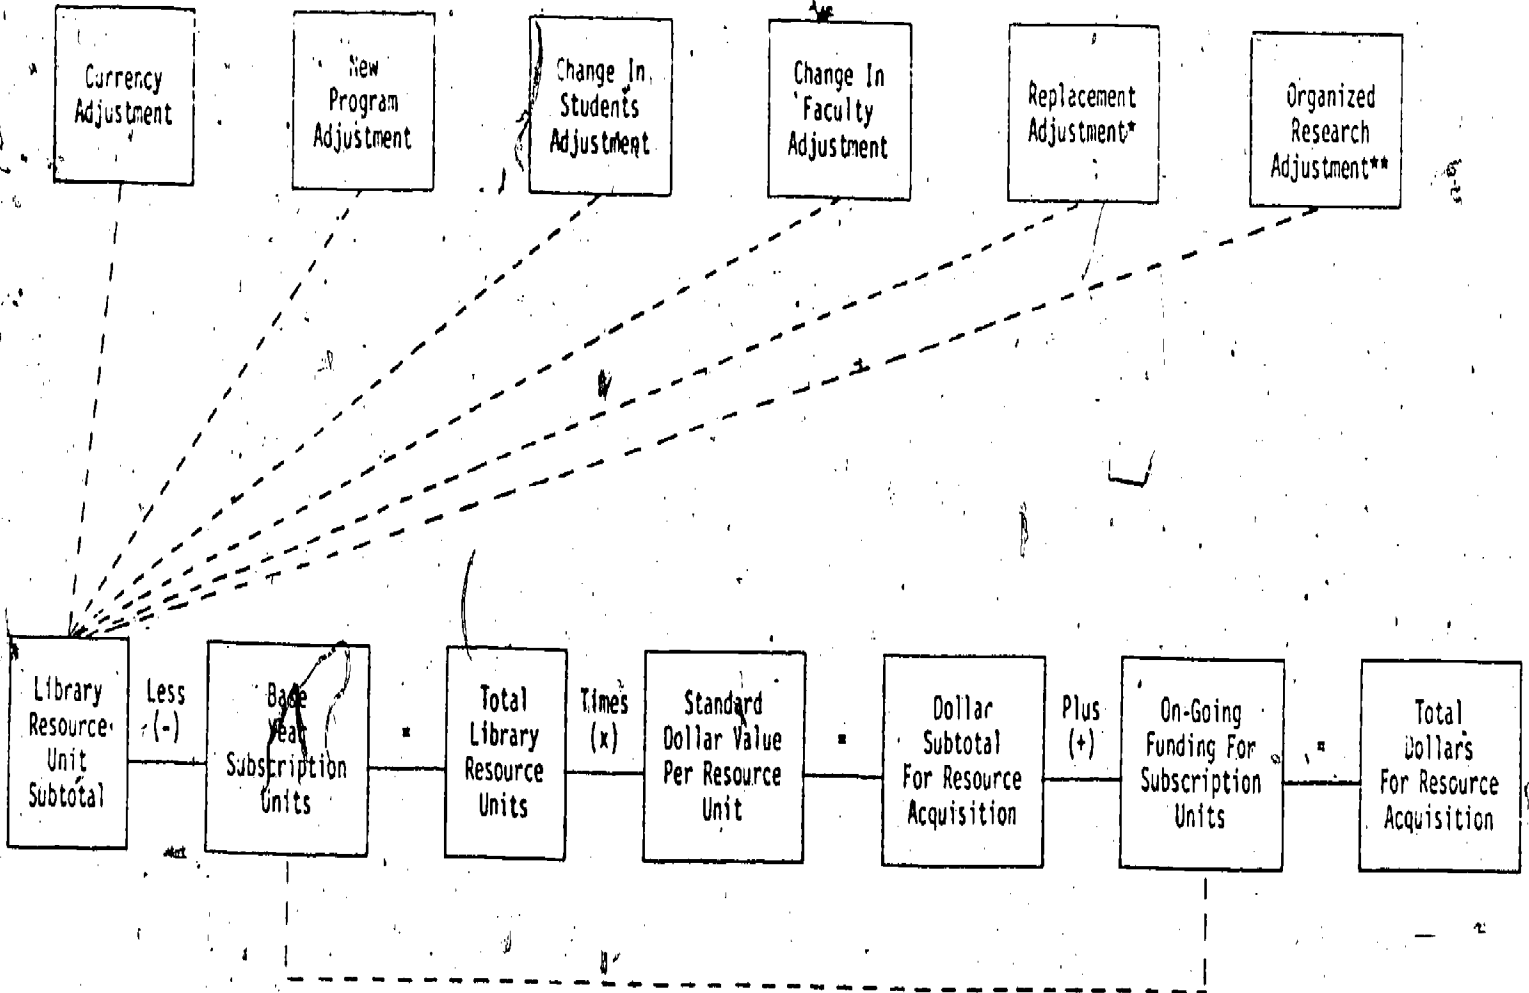 Currency
Adjustment
New
Program
Adjustment
Change In
Students
Adjustment
Change In
Faculty
Adjustment
Replacement
Adjustment*
Organized
Research
Adjustment**
Library
Resource
Unit
Subtotal
Less
(-)
Base
Year
Subscription
Units
=
Total
Library
Resource
Units
Times
(x)
Standard
Dollar Value
Per Resource
Unit
=
Dollar
Subtotal
For Resource
Acquisition
Plus
(+)
On-Going
Funding For
Subscription
Units
=
Total
Dollars
For Resource
Acquisition